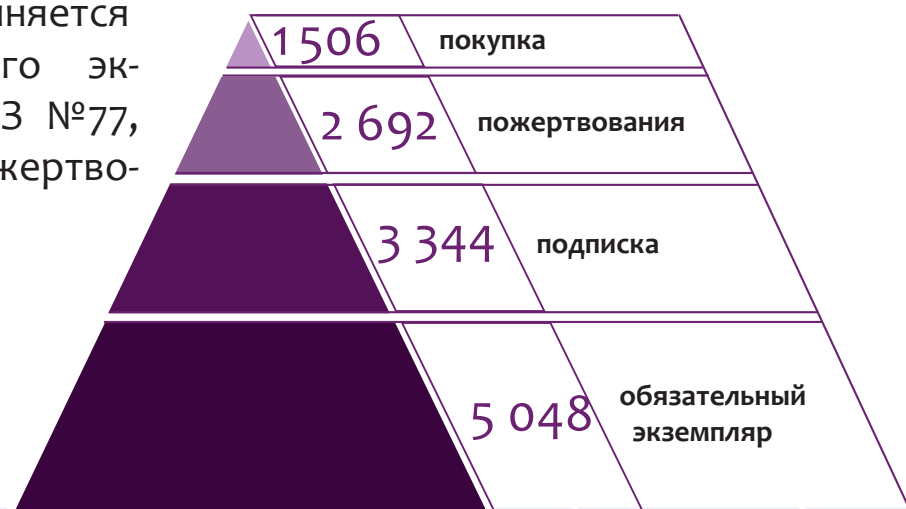 няется
го эк-
З №77,
жертво-
1506 покупка
2 692 пожертвования
3 344 подписка
5 048 обязательный
экземпляр